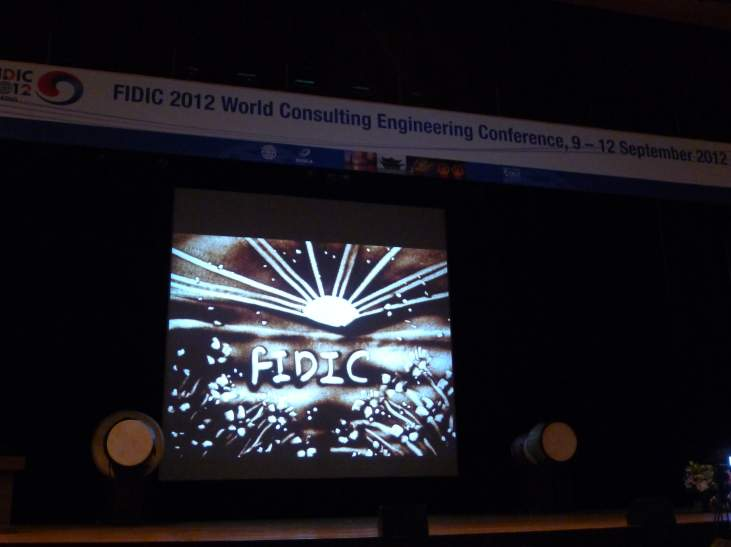 FIDIC
2012
FIDIC 2012 World Consulting Engineering Conference, 9 – 12 September 2012
FIDIC